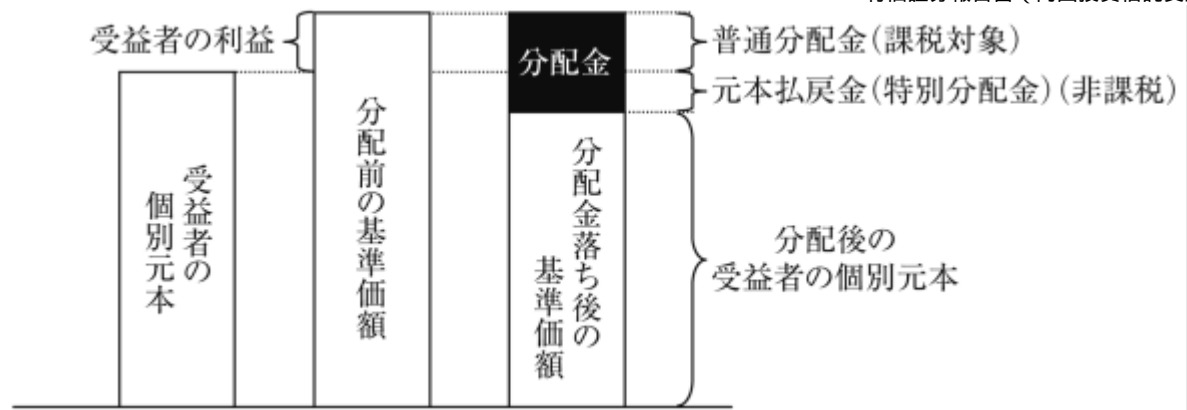 受益者の利益
分配金
普通分配金(課税対象)
元本払戻金(特別分配金)(非課税)
受益者の
個別元本
分配前の基準価額
分配金落ち後の
基準価額
分配後の
受益者の個別元本